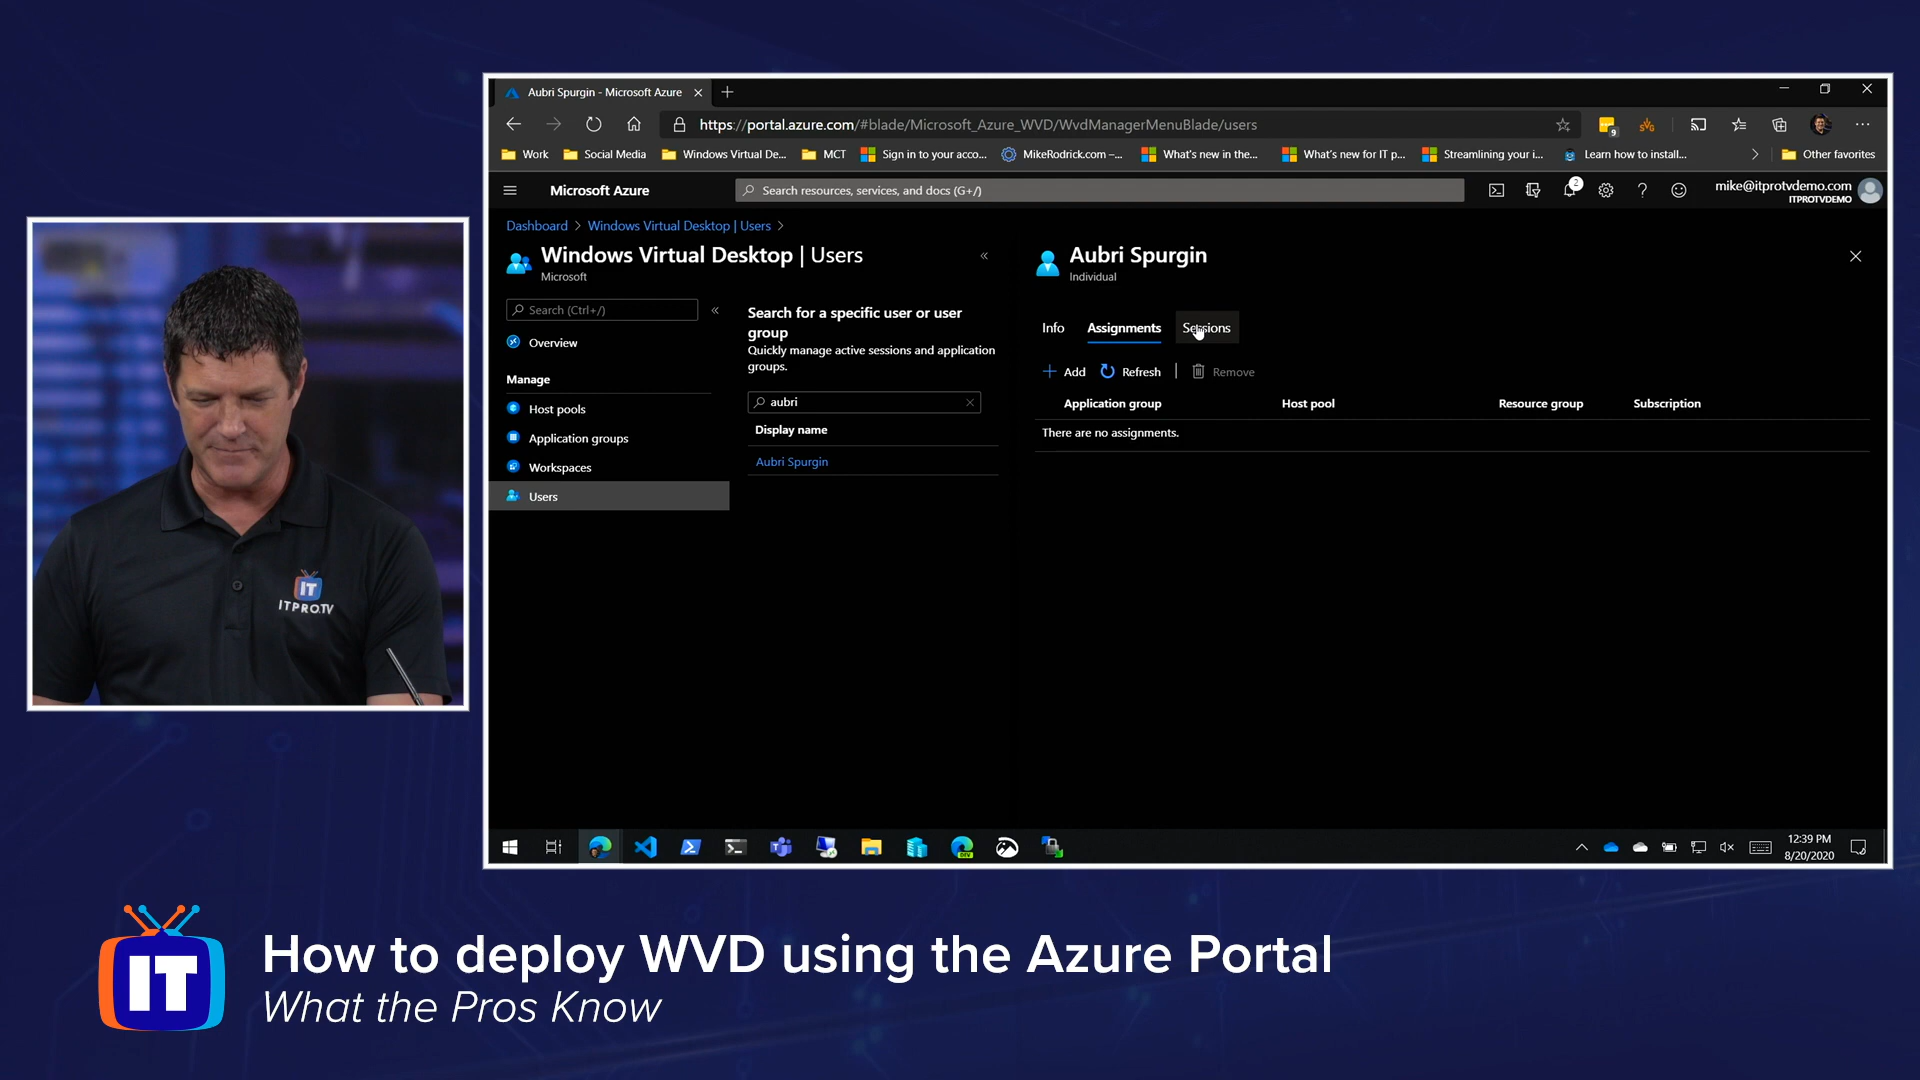 Aubri Spurgin - Microsoft Azure
https://portal.azure.com/#blade/Microsoft_Azure_WVD/WvdManagerMenuBlade/users
9
Work
Social Media
Windows Virtual De...
MCT
Sign in to your acco...
MikeRodrick.com –...
What's new in the...
What's new for IT p...
Streamlining your i...
Learn how to install...
Other favorites
Microsoft Azure
Search resources, services, and docs (G+/)
2
mike@itprotvdemo.com
ITPROTVDEMO
Dashboard > Windows Virtual Desktop | Users >
Windows Virtual Desktop | Users
Microsoft
Search (Ctrl+/)
Overview
Manage
Host pools
Application groups
Workspaces
Users
Search for a specific user or user
group
Quickly manage active sessions and application
groups.
aubri
Display name
Aubri Spurgin
Aubri Spurgin
Individual
Info
Assignments
Sessions
Add
Refresh
Remove
Application group
Host pool
Resource group
Subscription
There are no assignments.
DEV
12:39 PM
8/20/2020
IT
ITPRO.TV
IT
How to deploy WVD using the Azure Portal
What the Pros Know